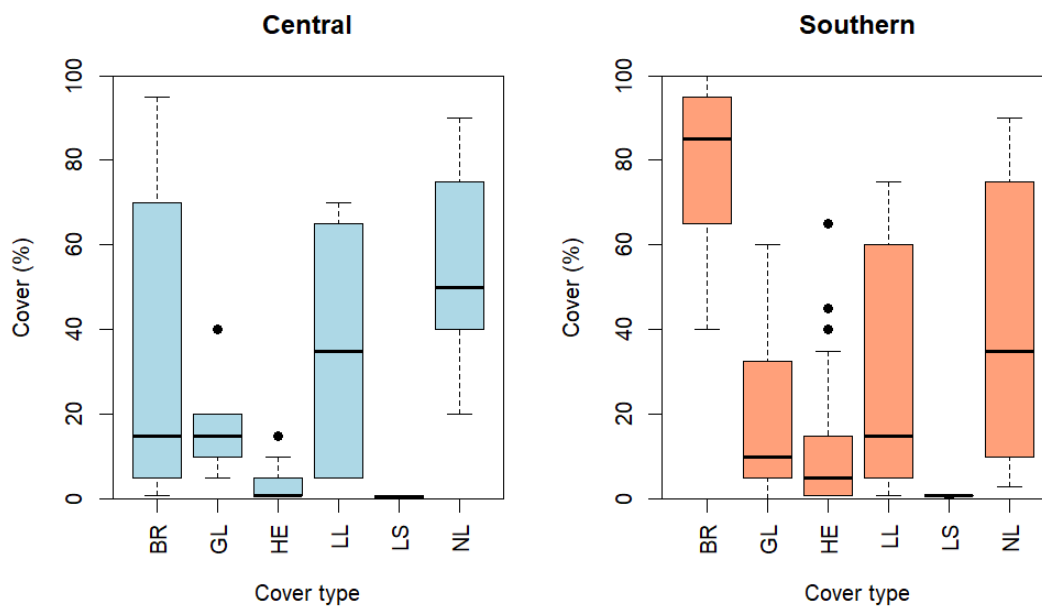 Central
Cover (%)
100
80
60
40
20
0
BR
GL
HE
LL
LS
NL
Cover type
Southern
Cover (%)
100
80
60
40
20
0
BR
GL
HE
LL
LS
NL
Cover type